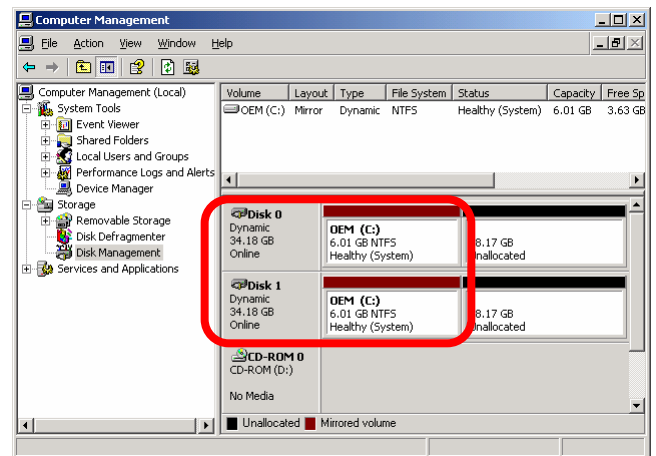 Computer Management
File Action View Window Help
Computer Management (Local)
System Tools
Event Viewer
Shared Folders
Local Users and Groups
Performance Logs and Alerts
Device Manager
Storage
Removable Storage
Disk Defragmenter
Disk Management
Services and Applications
Volume Layout Type File System Status Capacity Free Sp
OEM (C:) Mirror Dynamic NTFS Healthy (System) 6.01 GB 3.63 GB
Disk 0
Dynamic
34.18 GB
Online
OEM (C:)
6.01 GB NTFS
Healthy (System)
8.17 GB
nallocated
Disk 1
Dynamic
34.18 GB
Online
OEM (C:)
6.01 GB NTFS
Healthy (System)
8.17 GB
nallocated
CD-ROM 0
CD-ROM (D:)
No Media
Unallocated Mirrored volume